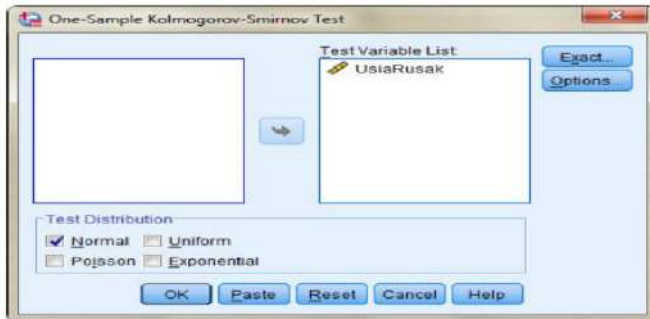 One-Sample Kolmogorov-Smirnov Test
Test Variable List:
UsiaRusak
Exact...
Options...
Test Distribution
Normal Uniform
Poisson Exponential
OK Paste Reset Cancel Help